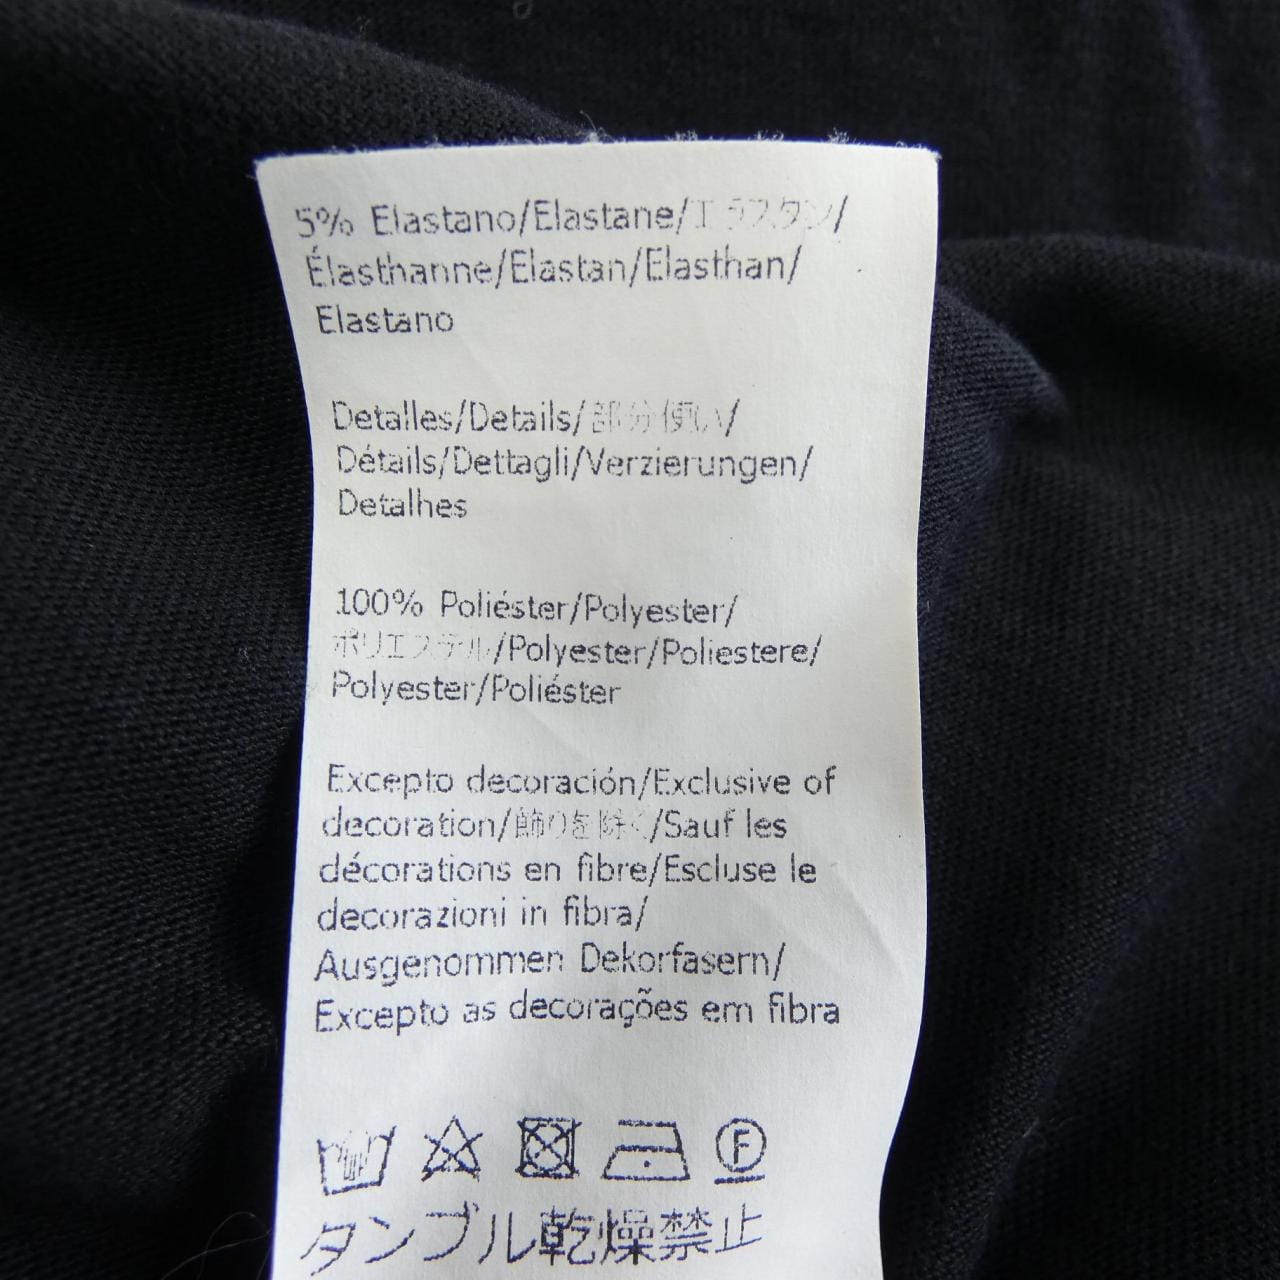 5% Elastano/Elastane/エラスタン/
Élasthanne/Elastan/Elasthan/
Elastano
Detalles/Details/部分使い/
Détails/Dettagli/Verzierungen/
Detalhes
100% Poliéster/Polyester/
ポリエステル/Polyester/Poliestere/
Polyester/Poliéster
Excepto decoración/Exclusive of
decoration/飾りを除く/Sauf les
décorations en fibre/Escluse le
decorazioni in fibra/
Ausgenommen Dekorfasern/
Excepto as decorações em fibra
F
タンブル乾燥禁止